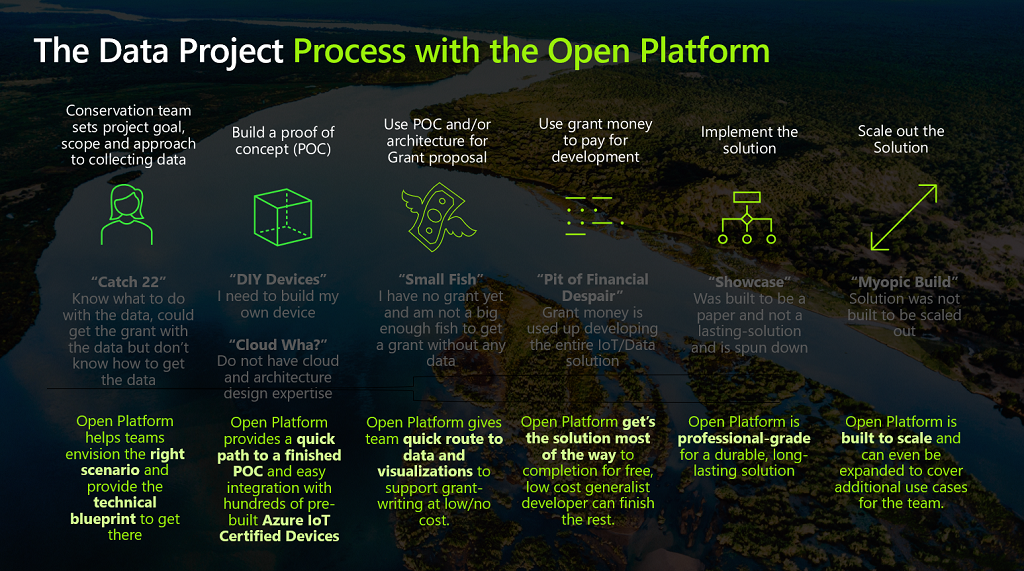 The Data Project Process with the Open Platform
Conservation team
sets project goal,
scope and approach
to collecting data
Build a proof of
concept (POC)
Use POC and/or
architecture for
Grant proposal
Use grant money
to pay for
development
Implement the
solution
Scale out the
Solution
“Catch 22”
Know what to do
with the data, could
get the grant with
the data but don’t
know how to get
the data
“DIY Devices”
I need to build my
own device
“Cloud Wha?”
Do not have cloud
and architecture
design expertise
“Small Fish”
I have no grant yet
and am not a big
enough fish to get
a grant without any
data
“Pit of Financial
Despair”
Grant money is
used up developing
the entire IoT/Data
solution
“Showcase”
Was built to be a
paper and not a
lasting-solution
and is spun down
“Myopic Build”
Solution was not
built to be scaled
out
Open Platform
helps teams
envision the right
scenario and
provide the
technical
blueprint to get
there
Open Platform
provides a quick
path to a finished
POC and easy
integration with
hundreds of pre-
built Azure IoT
Certified Devices
Open Platform gives
team quick route to
data and
visualizations to
support grant-
writing at low/no
cost.
Open Platform get’s
the solution most
of the way to
completion for free,
low cost generalist
developer can finish
the rest.
Open Platform is
professional-grade
for a durable, long-
lasting solution
Open Platform is
built to scale and
can even be
expanded to cover
additional use cases
for the team.